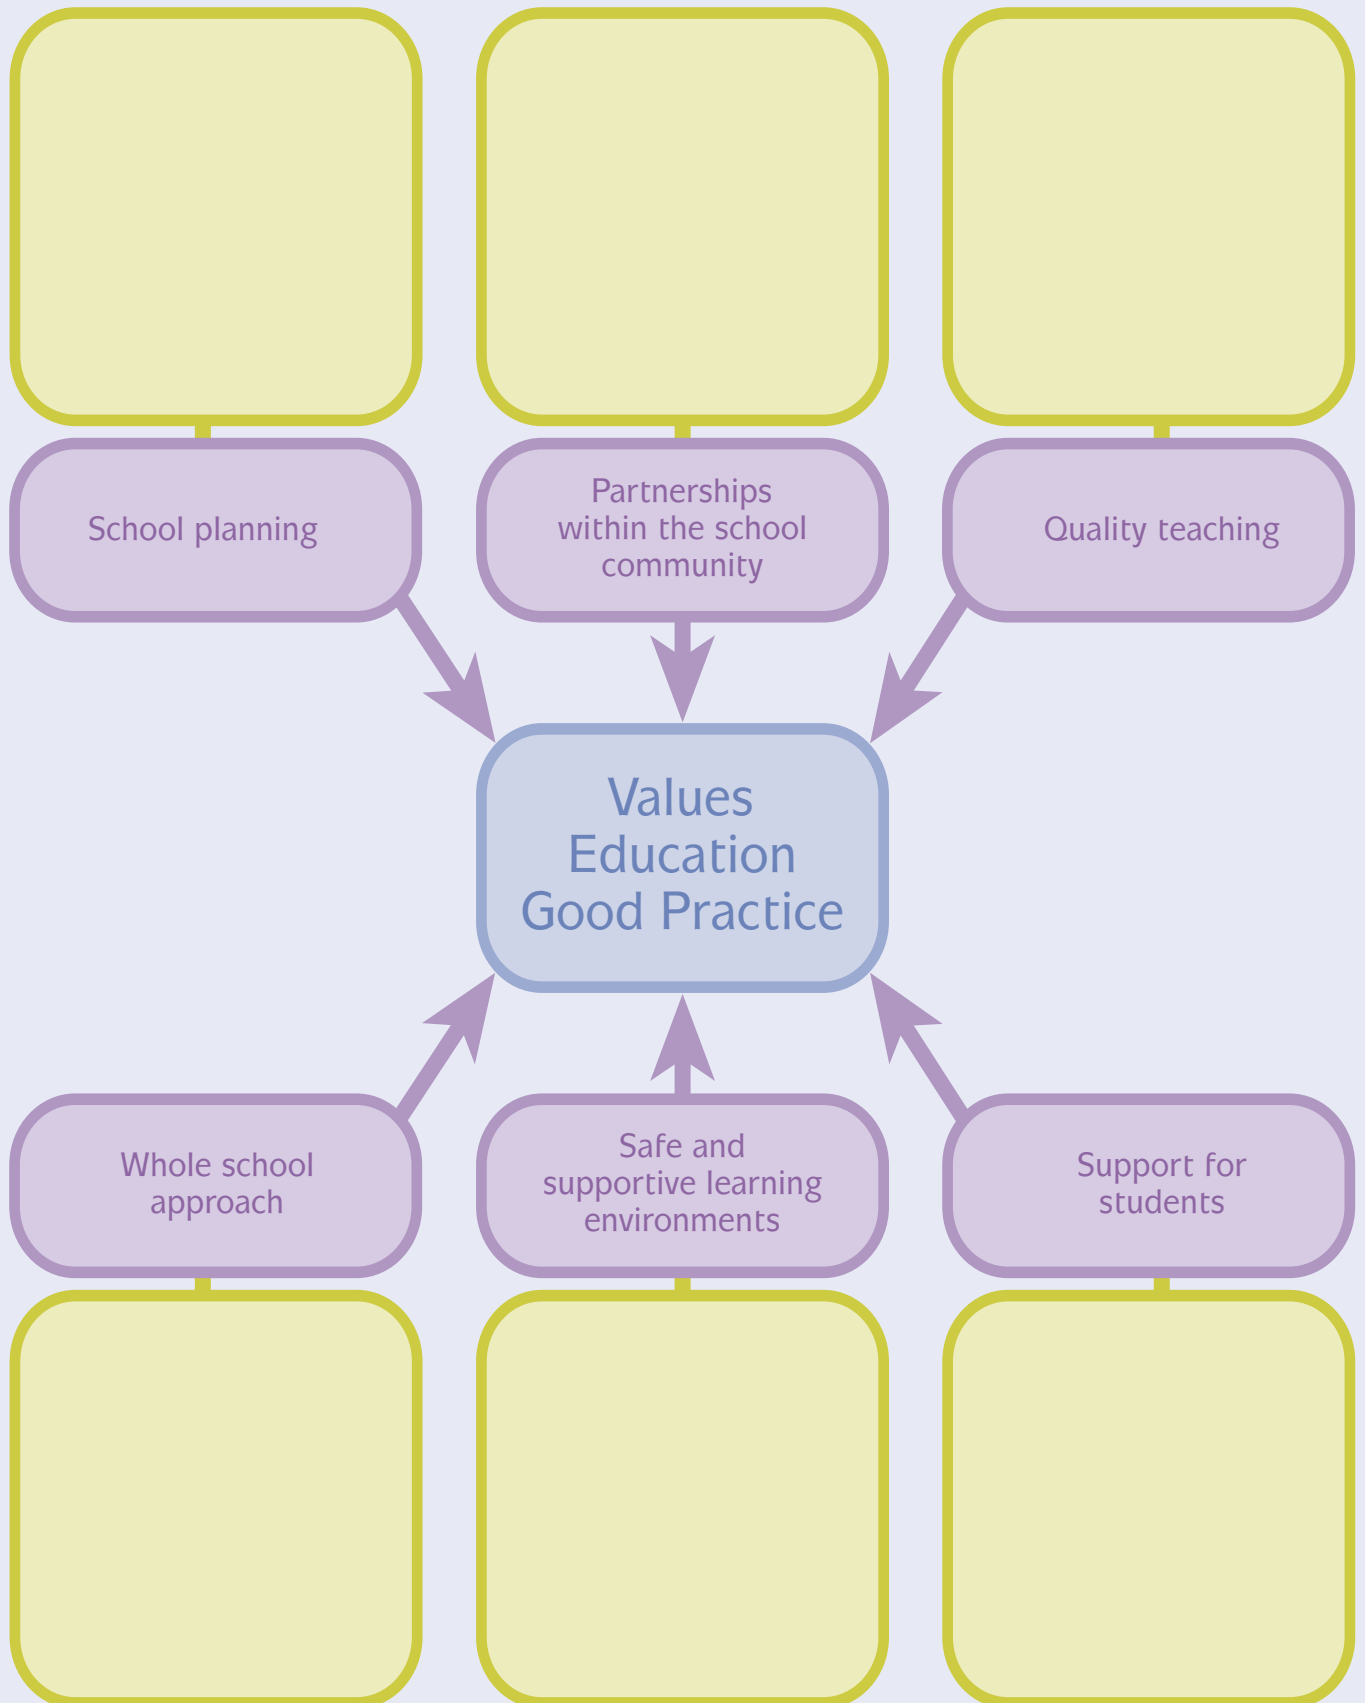 School planning
Partnerships
within the school
community
Quality teaching
Values
Education
Good Practice
Whole school
approach
Safe and
supportive learning
environments
Support for
students